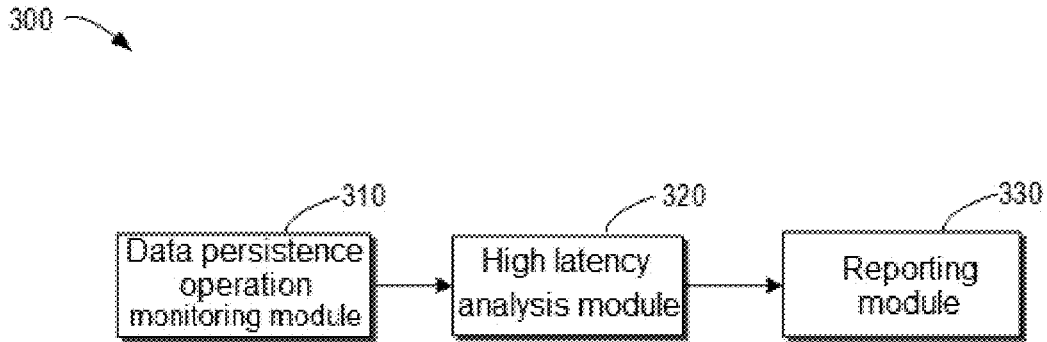 300
310
320
330
Data persistence
operation
monitoring module
High latency
analysis module
Reporting
module